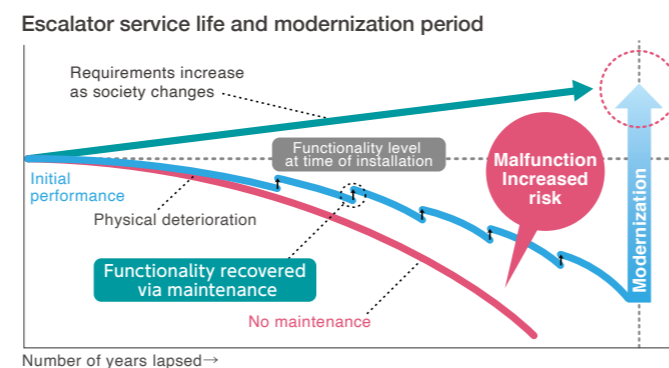 Escalator service life and modernization period
Requirements increase
as society changes
Functionality level
at time of installation
Malfunction
Increased
risk
Initial
performance
Physical deterioration
Functionality recovered
via maintenance
No maintenance
Modernization
Number of years lapsed→